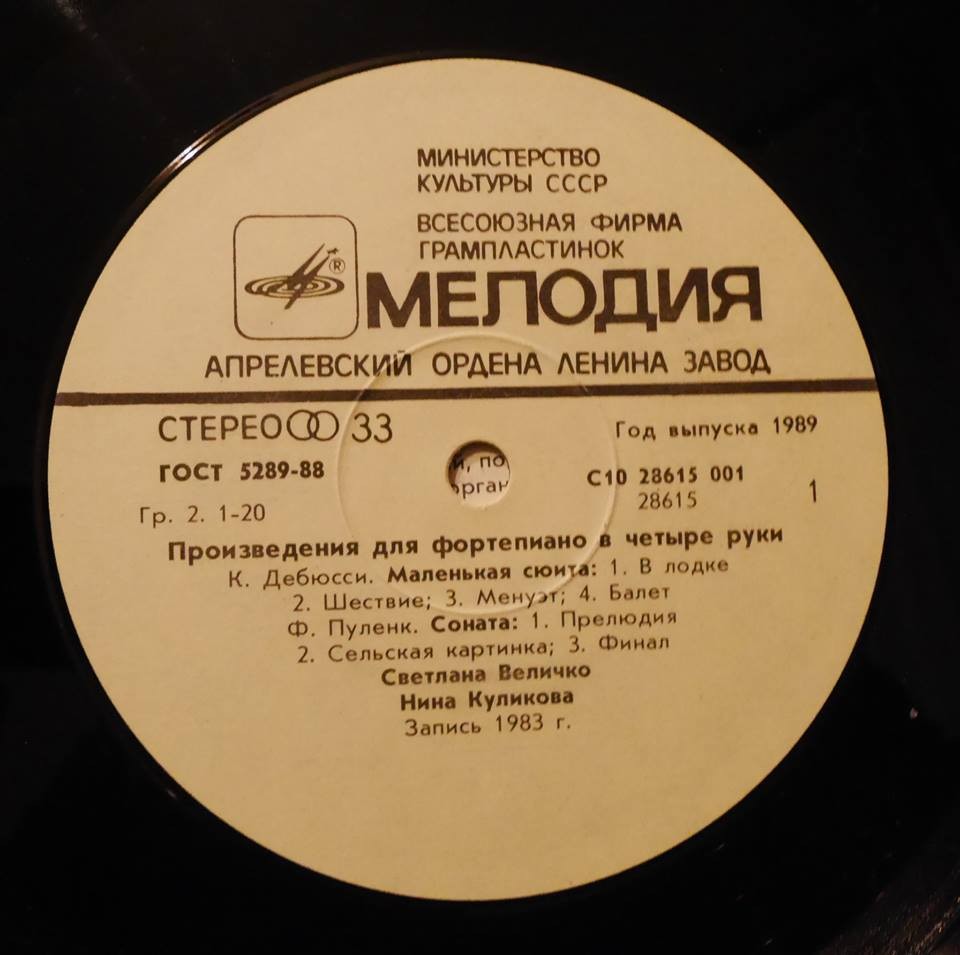 МИНИСТЕРСТВО
КУЛЬТУРЫ СССР
ВСЕСОЮЗНАЯ ФИРМА
ГРАМПЛАСТИНОК
®
МЕЛОДИЯ
АПРЕЛЕВСКИЙ ОРДЕНА ЛЕНИНА ЗАВОД
СТЕРЕО 33
Год выпуска 1989
ГОСТ 5289-88
С10 28615 001
28615
1
Гр. 2. 1-20
Произведения для фортепиано в четыре руки
К. Дебюсси. Маленькая сюита: 1. В лодке
2. Шествие; 3. Менуэт; 4. Балет
Ф. Пуленк. Соната: 1. Прелюдия
2. Сельская картинка; 3. Финал
Светлана Величко
Нина Куликова
Запись 1983 г.